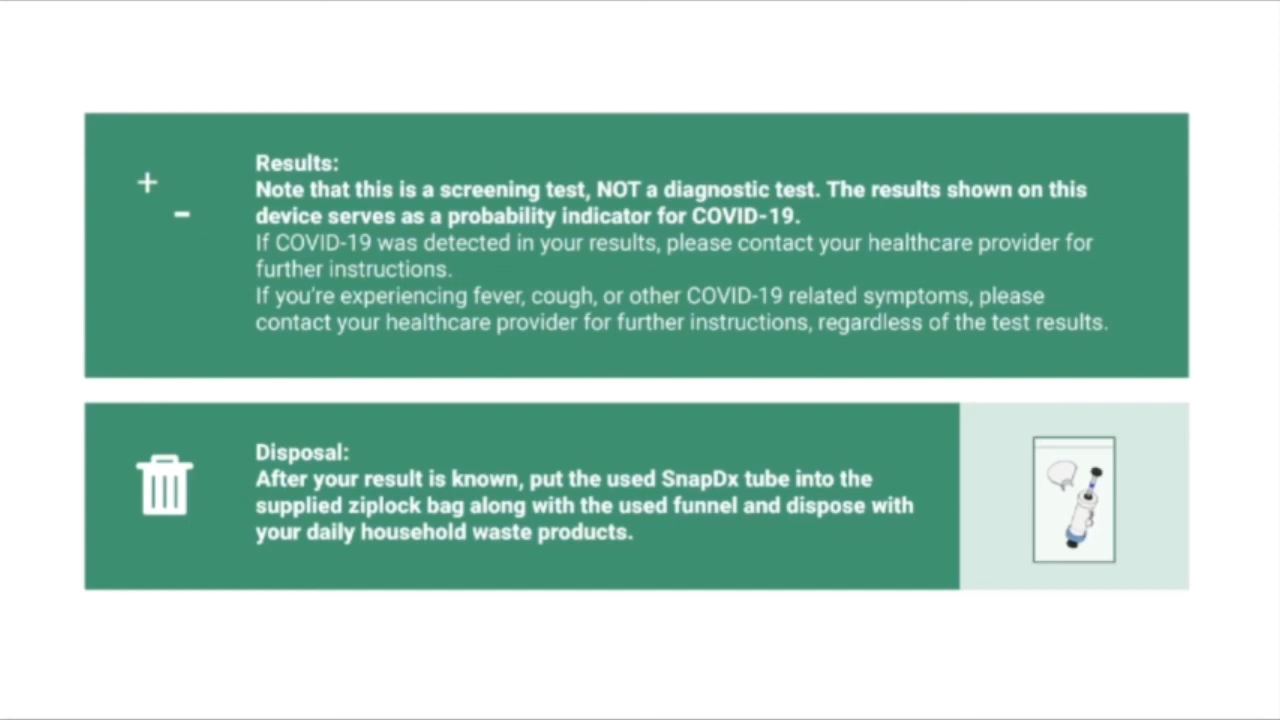 Results:
Note that this is a screening test, NOT a diagnostic test. The results shown on this
device serves as a probability indicator for COVID-19.
If COVID-19 was detected in your results, please contact your healthcare provider for
further instructions.
If you're experiencing fever, cough, or other COVID-19 related symptoms, please
contact your healthcare provider for further instructions, regardless of the test results.
Disposal:
After your result is known, put the used SnapDx tube into the
supplied ziplock bag along with the used funnel and dispose with
your daily household waste products.